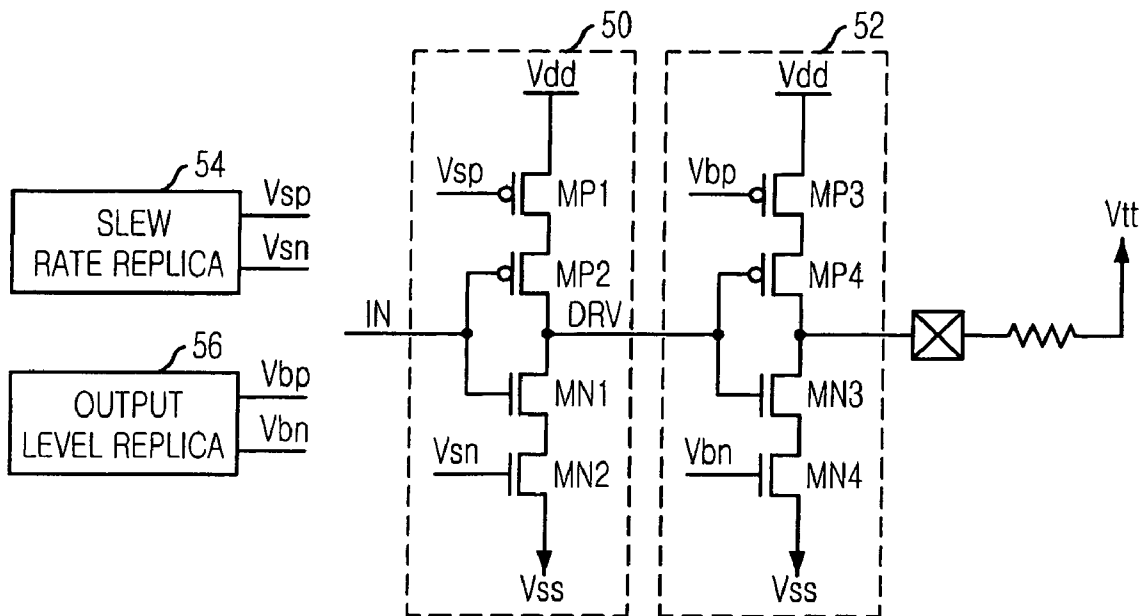 50
52
Vdd
Vdd
54
Vsp
MP1
Vbp
MP3
SLEW
RATE REPLICA
Vsp
Vsn
Vtt
MP2
MP4
IN
DRV
56
OUTPUT
LEVEL REPLICA
Vbp
Vbn
MN1
MN3
Vsn
MN2
Vbn
MN4
Vss
Vss